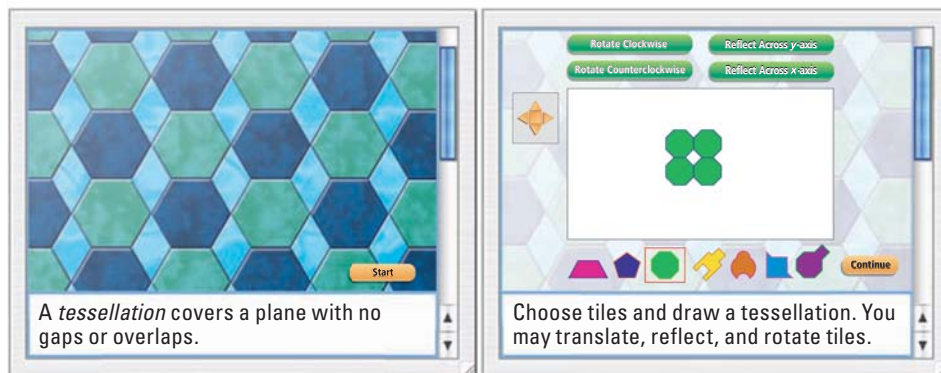 Start
A tessellation covers a plane with no
gaps or overlaps.
Rotate Clockwise
Reflect Across y-axis
Rotate Counterclockwise
Reflect Across x-axis
Continue
Choose tiles and draw a tessellation. You
may translate, reflect, and rotate tiles.